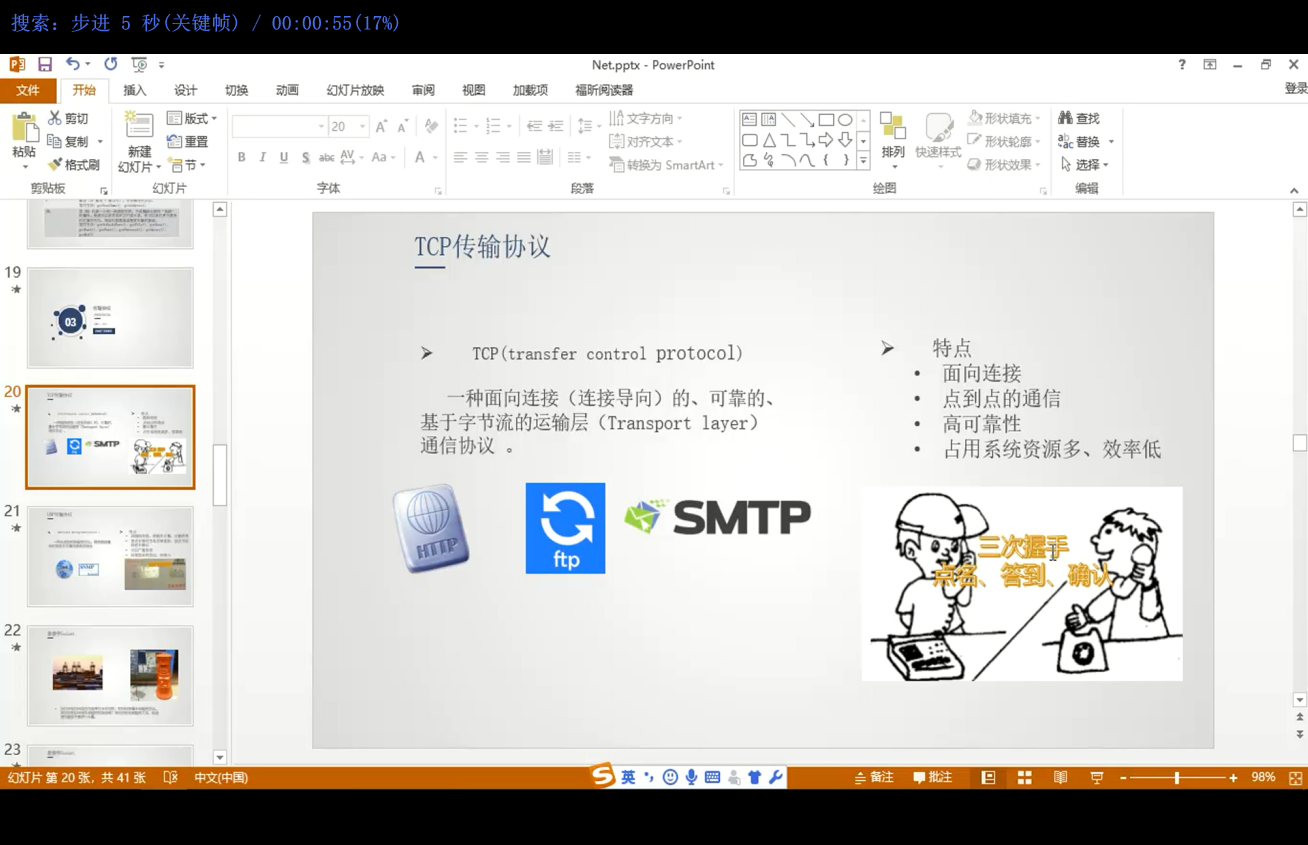 搜索: 步进 5 秒(关键帧) / 00:00:55(17%)
Net.pptx - PowerPoint
?
登录
文件 开始 插入 设计 切换 动画 幻灯片放映 审阅 视图 加载项 福昕阅读器
粘贴
剪切
复制
格式刷
剪贴板
新建
幻灯片
版式
重置
节
幻灯片
20
B I U S abc AV Aa A
字体
文字方向
对齐文本
转换为 SmartArt
段落
排列
快速样式
形状填充
形状轮廓
形状效果
绘图
查找
替换
选择
编辑
19
03
20
SMTP
ftp
21
22
23
TCP传输协议
TCP(transfer control protocol)
一种面向连接（连接导向）的、可靠的、
基于字节流的运输层（Transport layer）
通信协议 。
HTTP
ftp
SMTP
特点
• 面向连接
• 点到点的通信
• 高可靠性
• 占用系统资源多、效率低
三次握手
点名、答到、确认
幻灯片 第 20 张，共 41 张
中文(中国)
英
备注
批注
98%